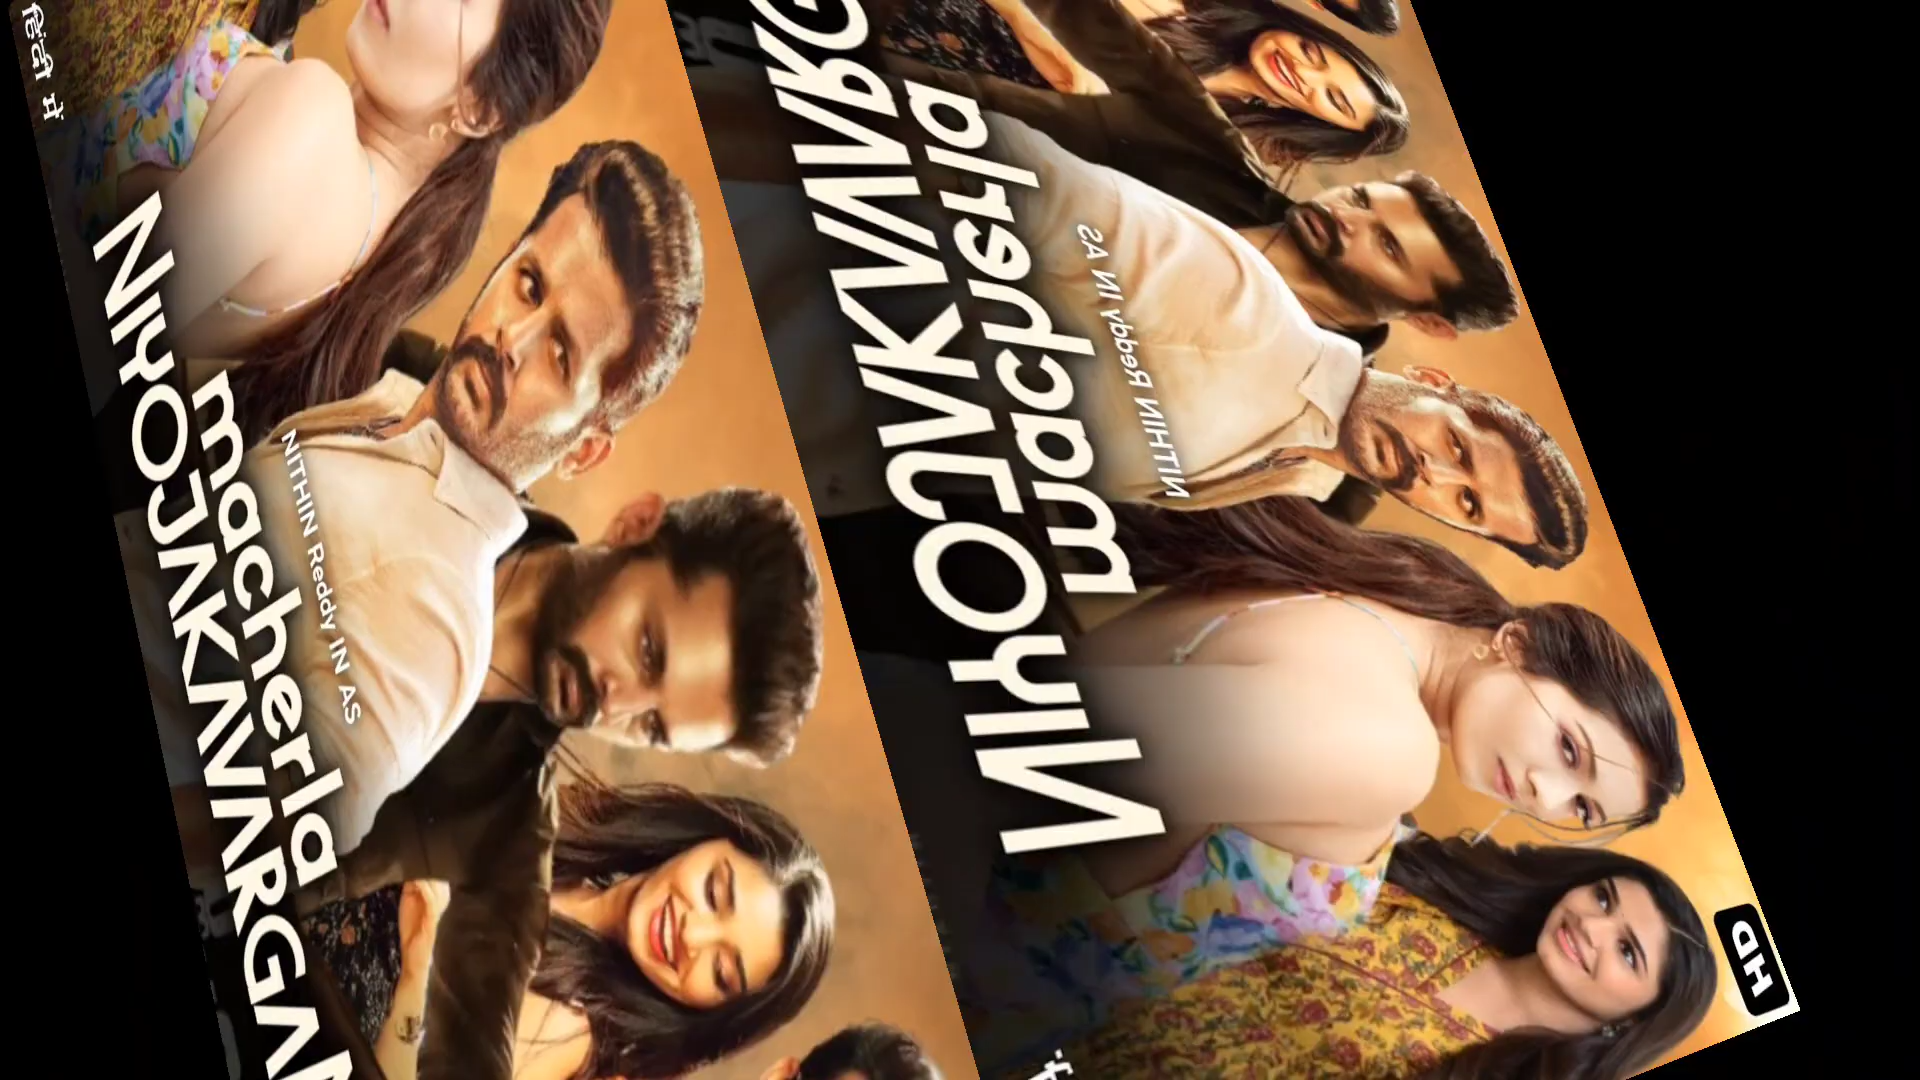 हिंदी में
macherla
NIYOJAKAVARGAM
NITHIN Reddy IN AS
macherla
NIYOJAKAVARG
NITHIN Reddy IN AS
HD